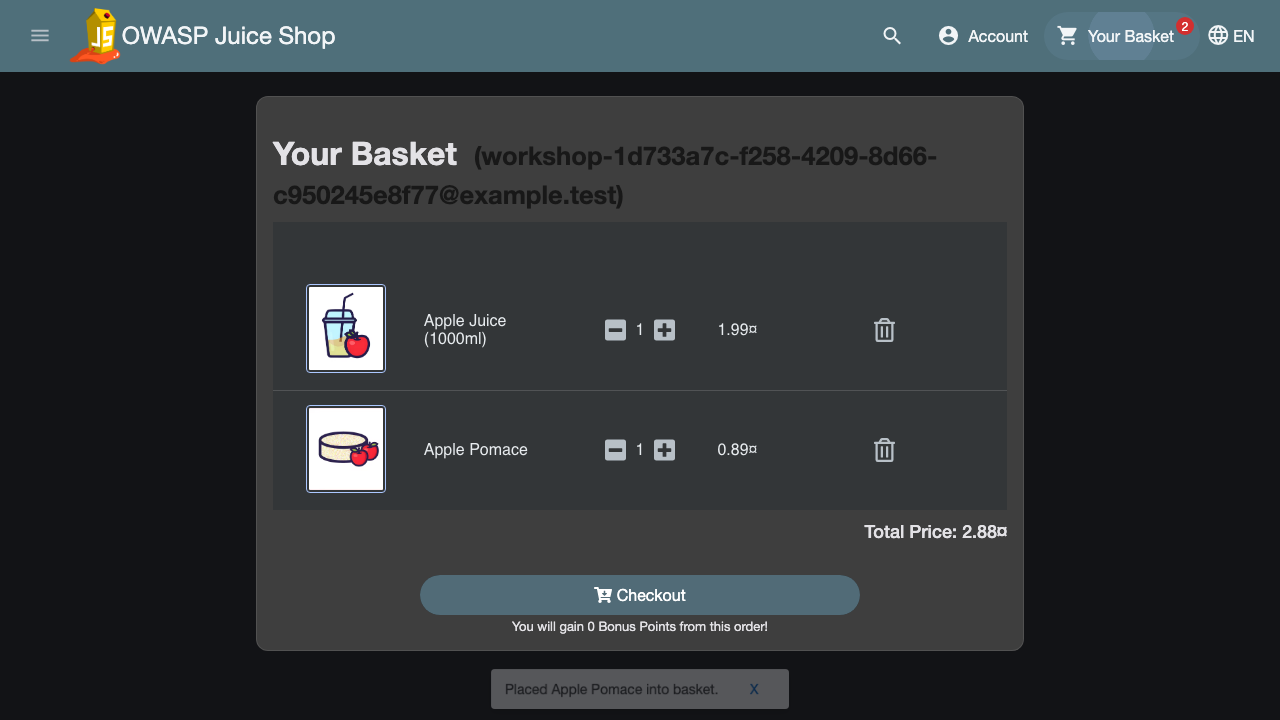 OWASP Juice Shop
Account
Your Basket
2
EN
Your Basket (workshop-1d733a7c-f258-4209-8d66-
c950245e8f77@example.test)
Apple Juice
(1000ml)
1
1.99¤
Apple Pomace
1
0.89¤
Total Price: 2.88¤
Checkout
You will gain 0 Bonus Points from this order!
Placed Apple Pomace into basket.
X